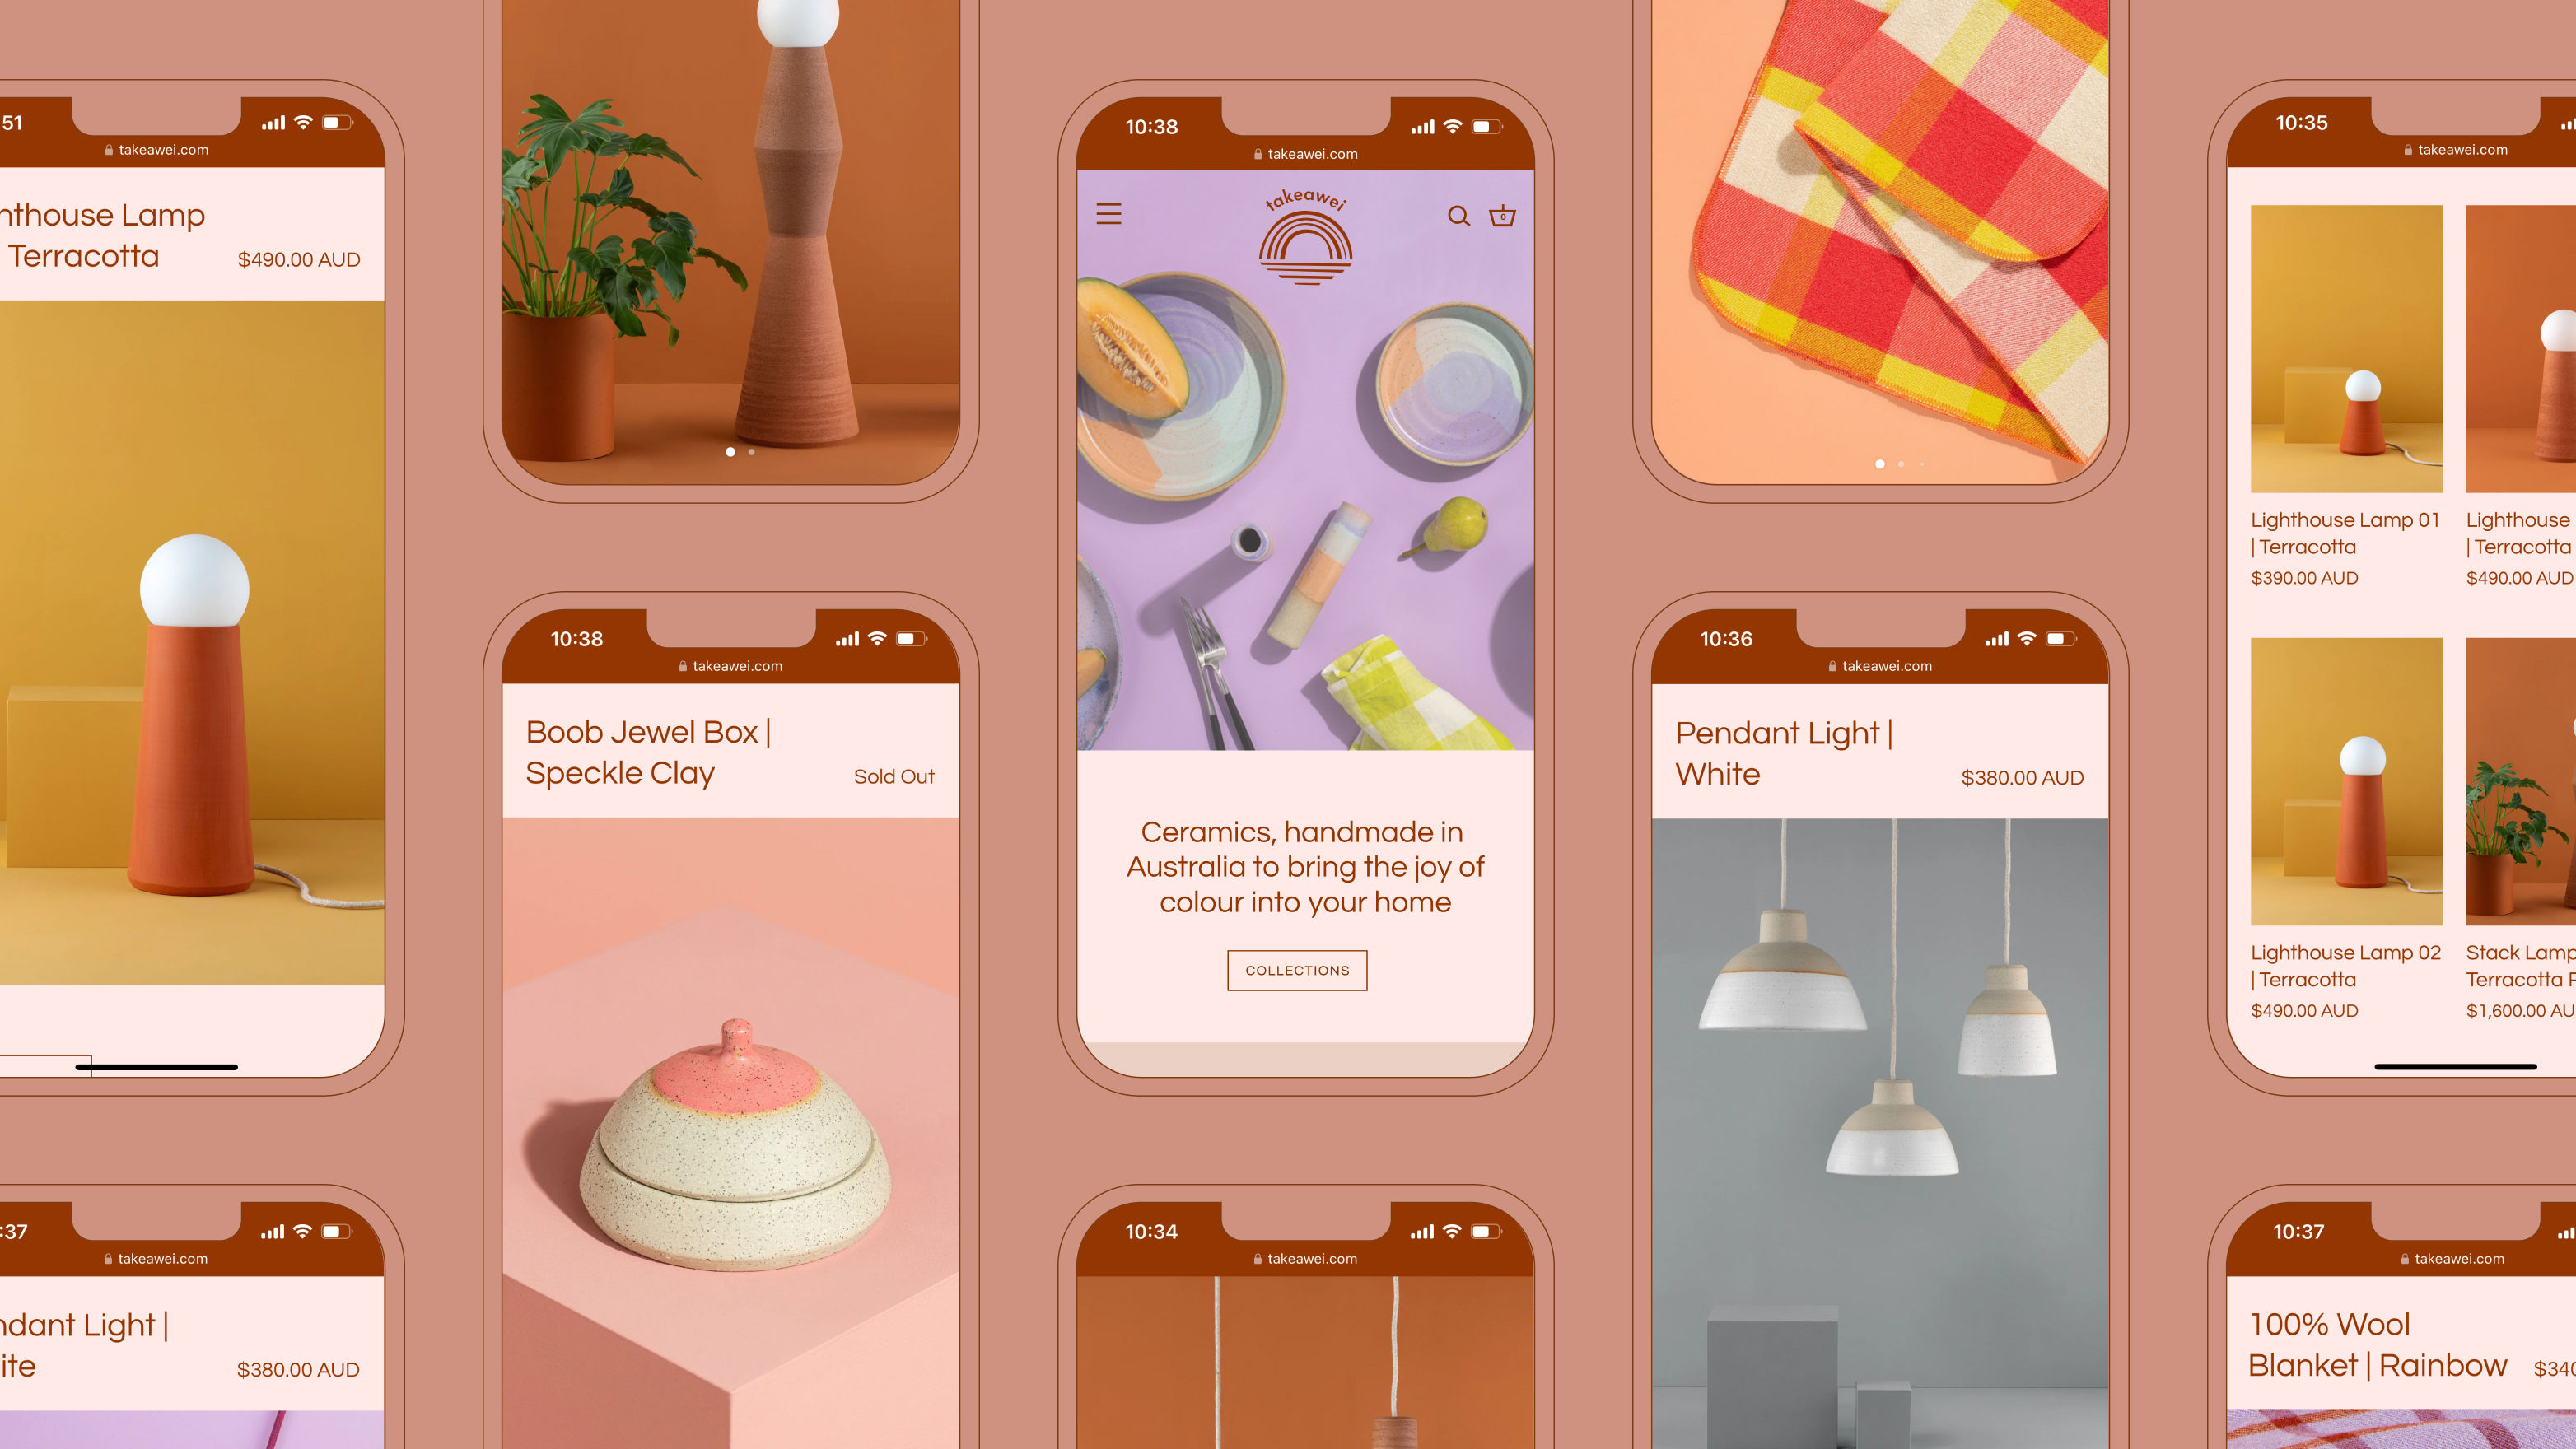 51
takeawei.com
nthouse Lamp
Terracotta
$490.00 AUD
:37
takeawei.com
ndant Light |
ite
$380.00 AUD
10:38
takeawei.com
Boob Jewel Box |
Speckle Clay
Sold Out
10:38
takeawei.com
takeawei
0
Ceramics, handmade in
Australia to bring the joy of
colour into your home
COLLECTIONS
10:34
takeawei.com
10:36
takeawei.com
Pendant Light |
White
$380.00 AUD
10:35
takeawei.com
Lighthouse Lamp 01
| Terracotta
$390.00 AUD
Lighthouse
| Terracotta
$490.00 AUD
Lighthouse Lamp 02
| Terracotta
$490.00 AUD
Stack Lamp
Terracotta
$1,600.00 AU
10:37
takeawei.com
100% Wool
Blanket | Rainbow
$340